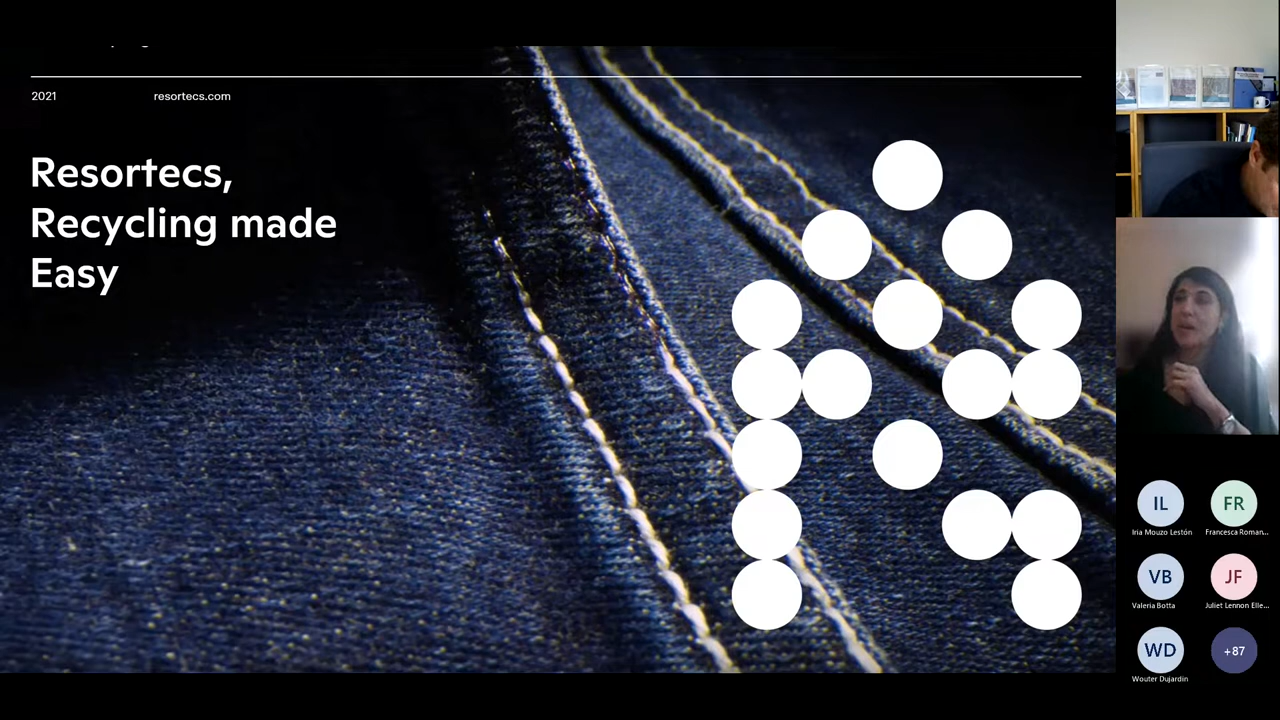 2021
resortecs.com
Resortecs,
Recycling made
Easy
IL
FR
Iria Mouzo Lestón
Francesca Roman...
VB
JF
Valeria Botta
Juliet Lennon Elle...
WD
+87
Wouter Dujardin